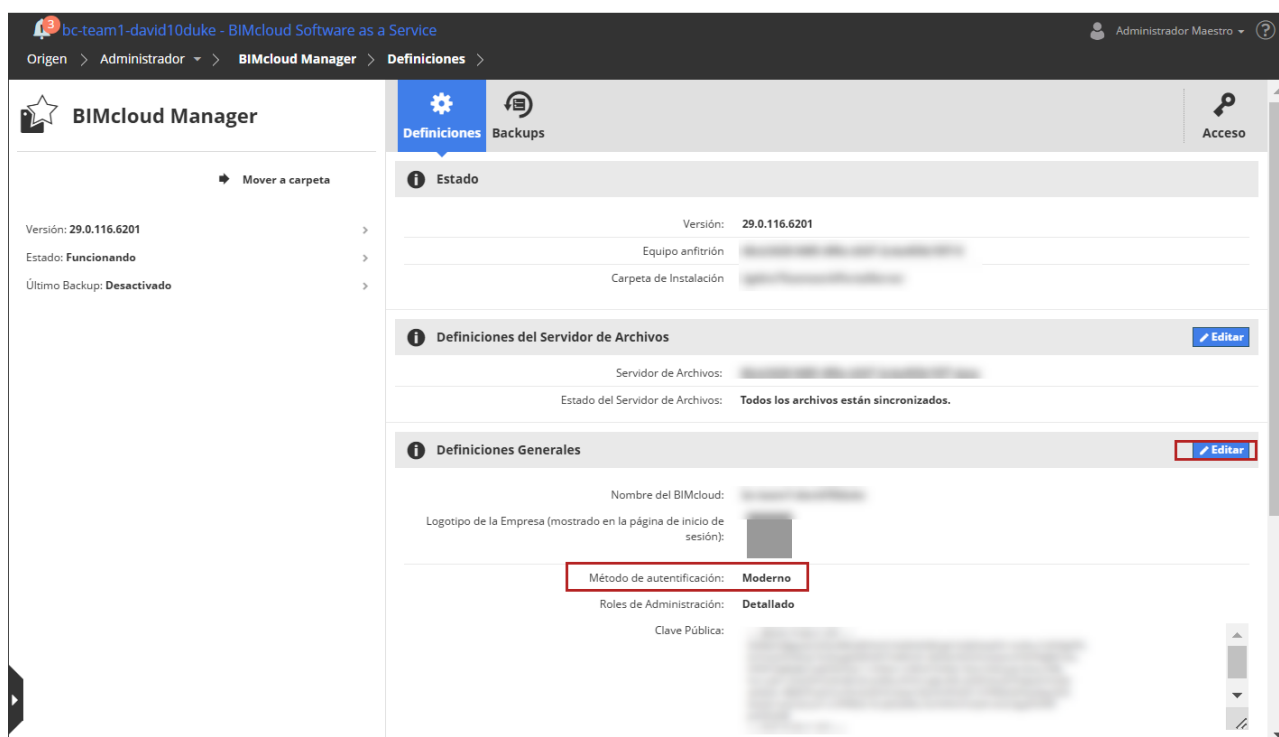 3
bc-team1-david10duke - BIMcloud Software as a Service
Administrador Maestro
?
Origen > Administrador > BIMcloud Manager > Definiciones >
BIMcloud Manager
Definiciones
Backups
Acceso
Mover a carpeta
Versión: 29.0.116.6201
Estado: Funcionando
Último Backup: Desactivado
Estado
Versión: 29.0.116.6201
Equipo anfitrión
Carpeta de Instalación
Definiciones del Servidor de Archivos
Editar
Servidor de Archivos:
Estado del Servidor de Archivos: Todos los archivos están sincronizados.
Definiciones Generales
Editar
Nombre del BIMcloud:
Logotipo de la Empresa (mostrado en la página de inicio de
sesión):
Método de autentificación: Moderno
Roles de Administración: Detallado
Clave Pública: